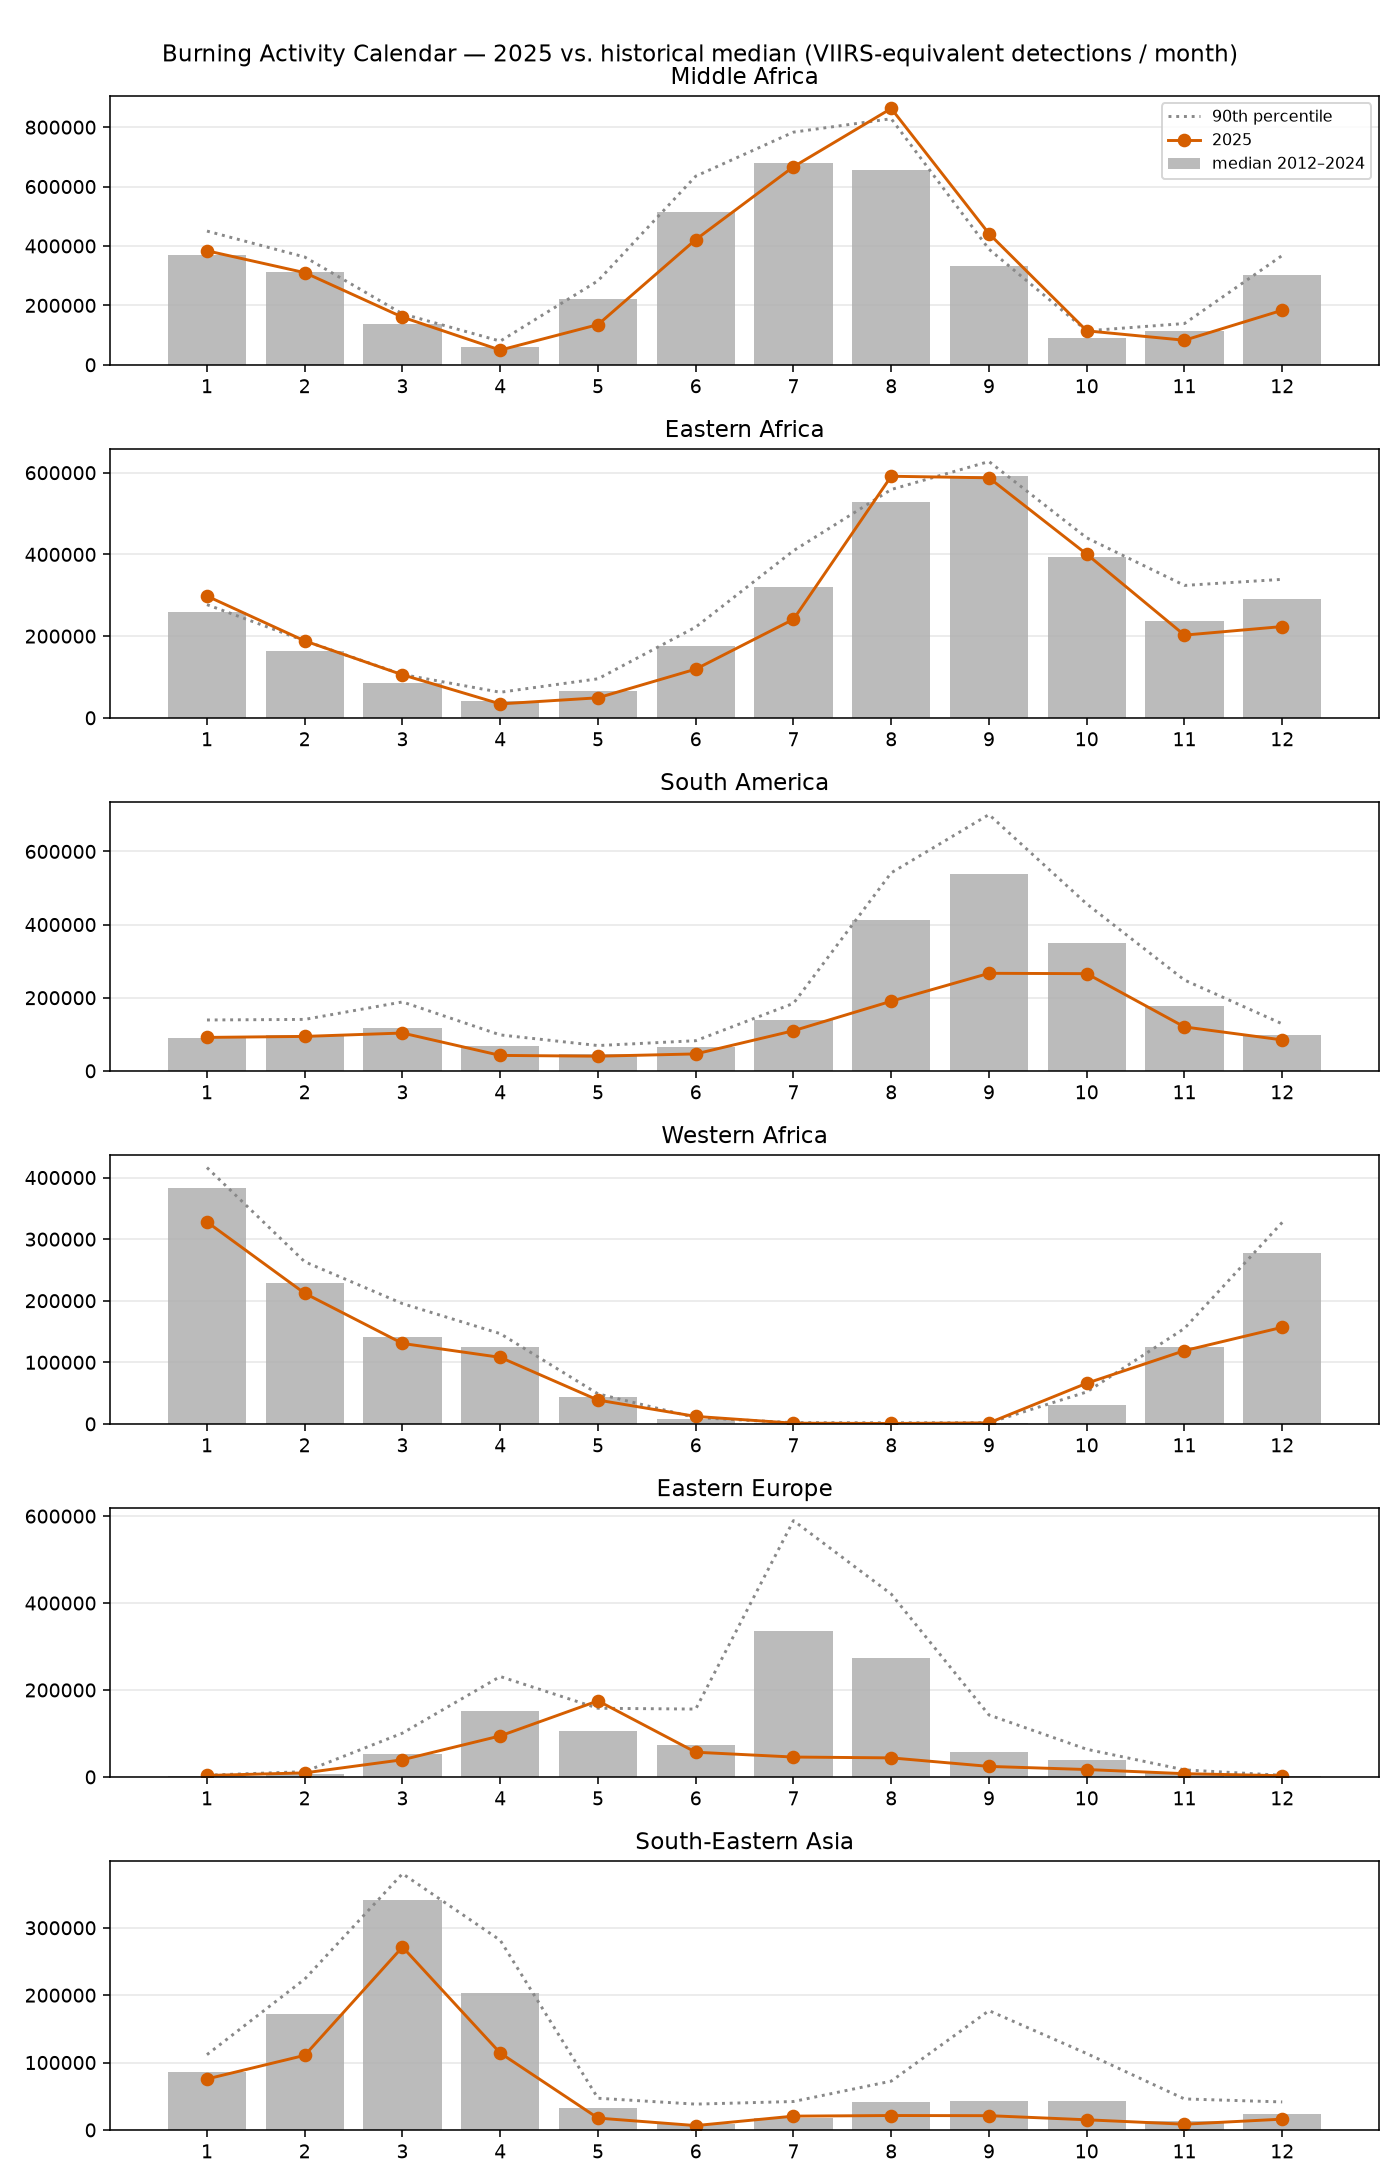 Burning Activity Calendar — 2025 vs. historical median (VIIRS-equivalent detections / month)
Middle Africa
90th percentile
2025
median 2012–2024
800000
600000
400000
200000
0
1 2 3 4 5 6 7 8 9 10 11 12
Eastern Africa
600000
400000
200000
0
1 2 3 4 5 6 7 8 9 10 11 12
South America
600000
400000
200000
0
1 2 3 4 5 6 7 8 9 10 11 12
Western Africa
400000
300000
200000
100000
0
1 2 3 4 5 6 7 8 9 10 11 12
Eastern Europe
600000
400000
200000
0
1 2 3 4 5 6 7 8 9 10 11 12
South-Eastern Asia
300000
200000
100000
0
1 2 3 4 5 6 7 8 9 10 11 12